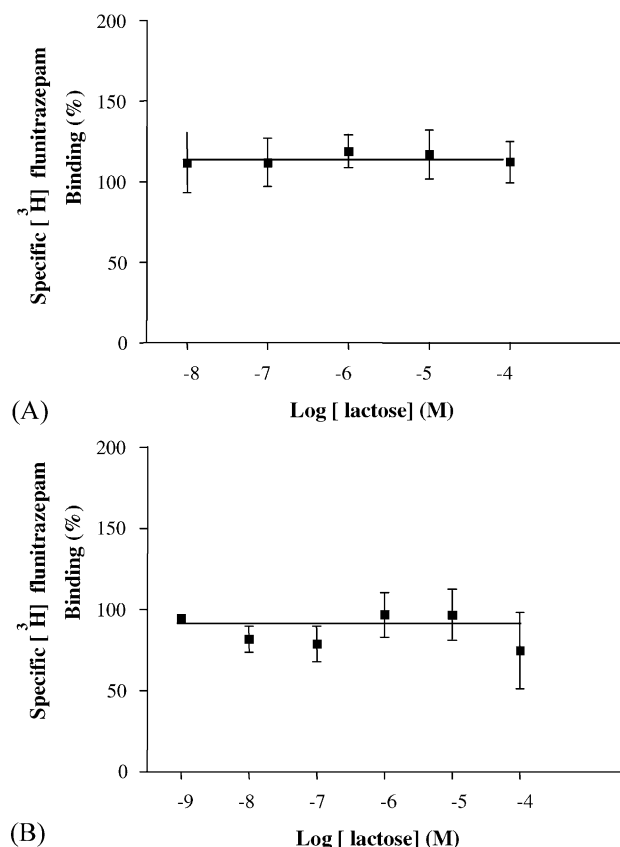 200
150
100
50
0
Specific [³H] flunitrazepam
Binding (%)
-8 -7 -6 -5 -4
Log [ lactose] (M)
(A)
200
150
100
50
0
Specific [³H] flunitrazepam
Binding (%)
-9 -8 -7 -6 -5 -4
Log [ lactose] (M)
(B)